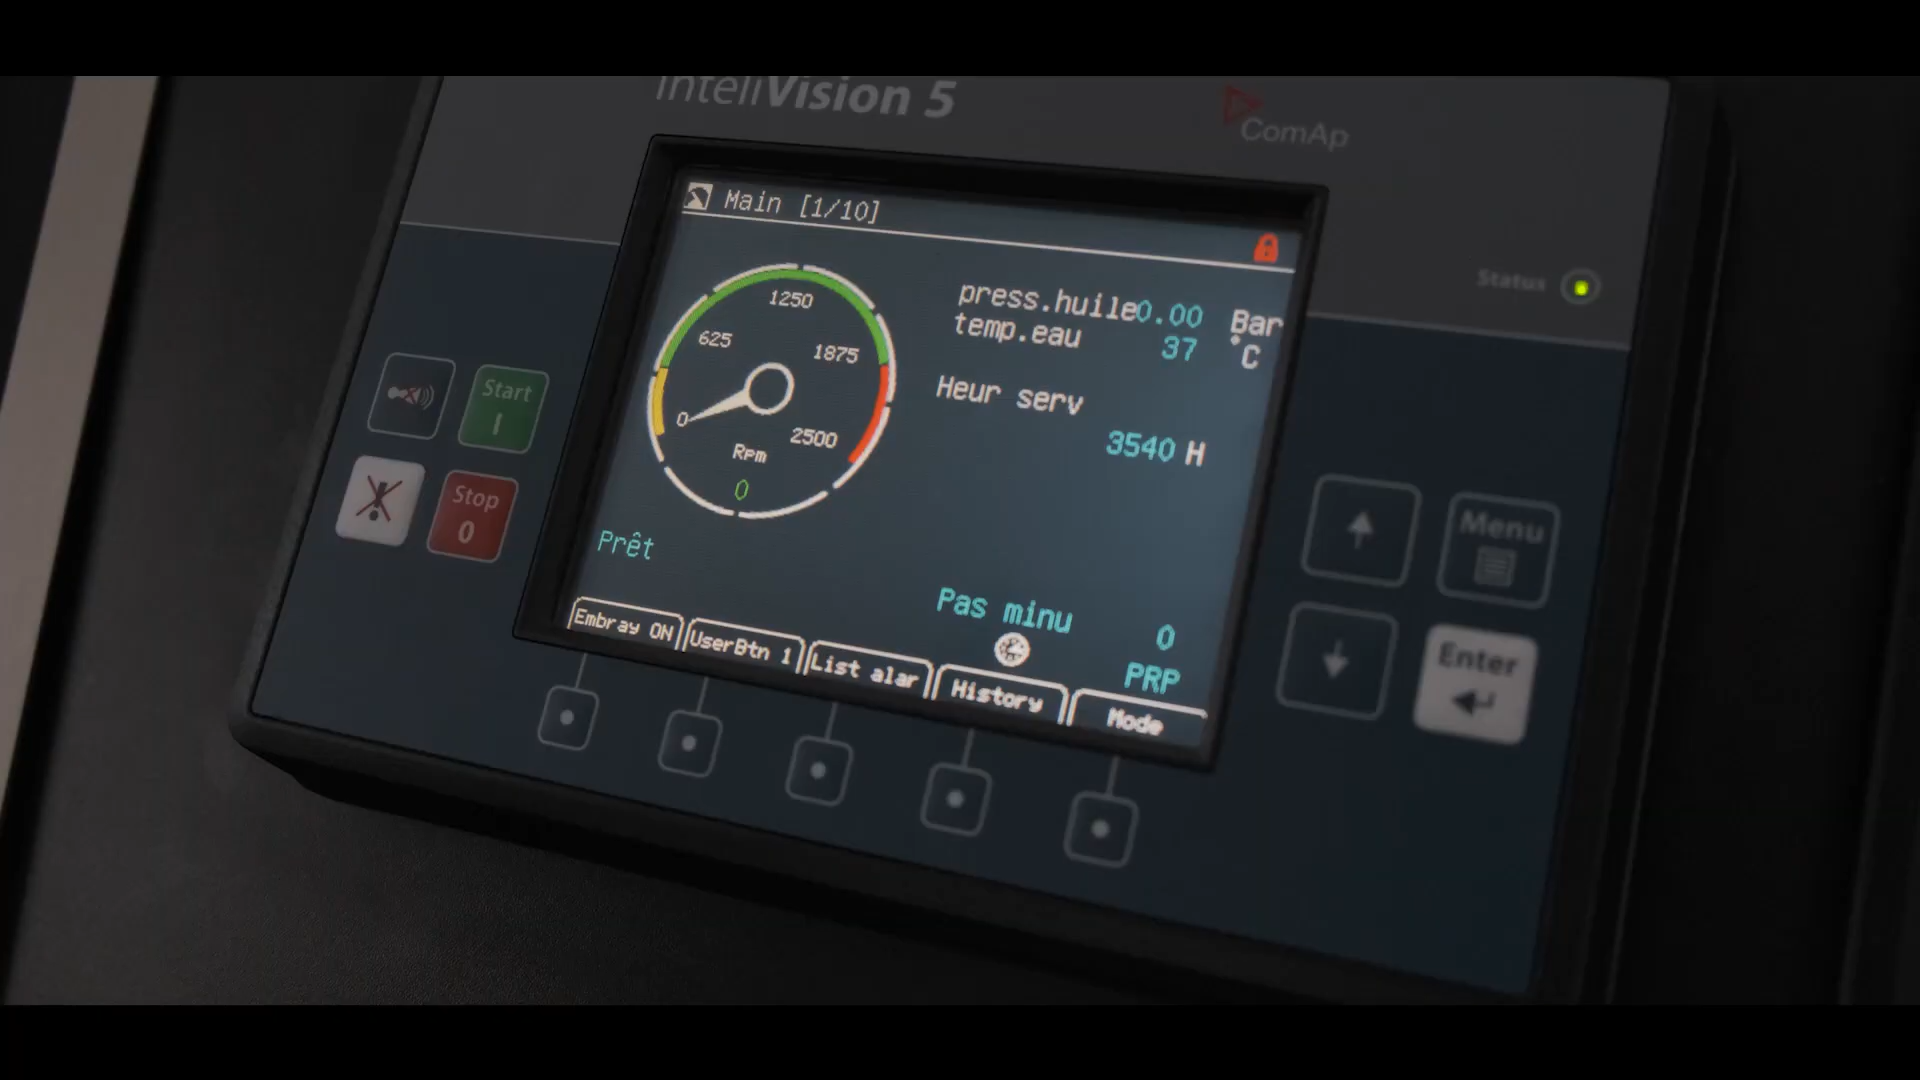 InteliVision 5
ComAp
Main [1/10]
Status
press.huile 0.00 Bar
temp.eau 37 °C
Heur serv
3540 H
1250
625
1875
0
2500
Rpm
0
Start
I
Stop
0
Prêt
Pas minu 0
PRP
Embray ON
UserBtn 1
List alar
History
Mode
Menu
Enter